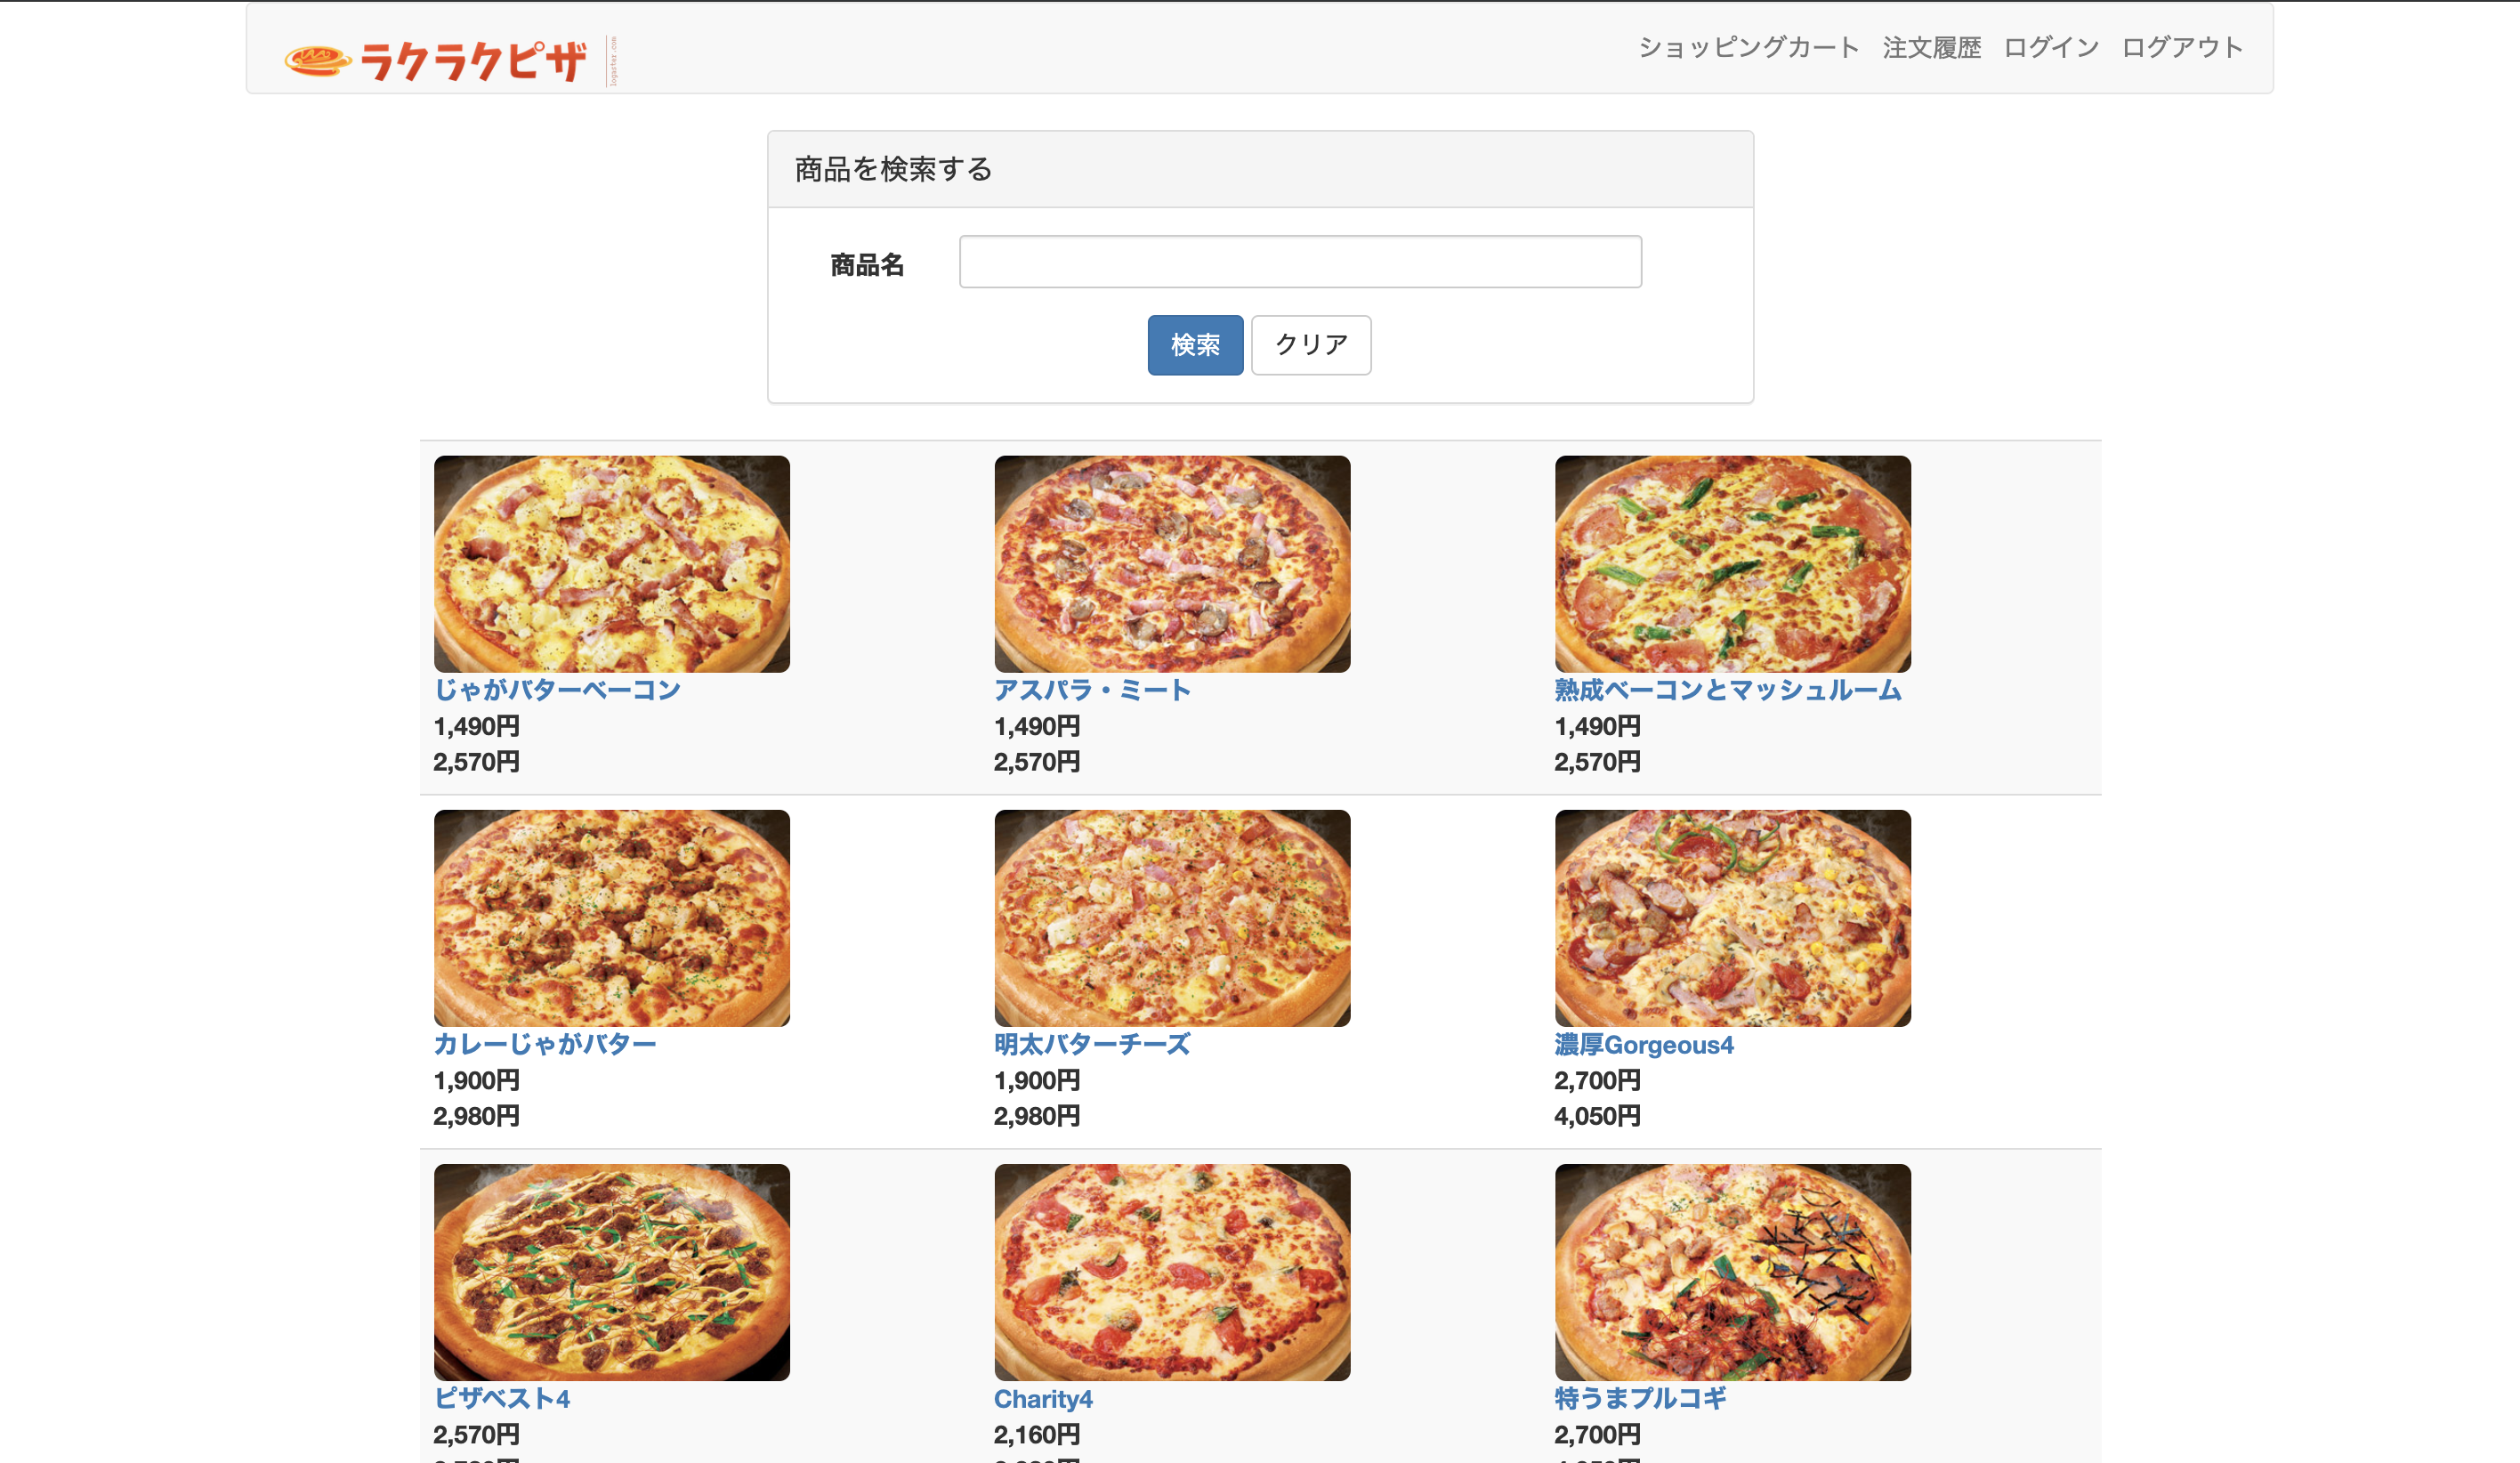 ラクラクピザ
logaster.com
ショッピングカート 注文履歴 ログイン ログアウト
商品を検索する
商品名
検索 クリア
じゃがバターベーコン アスパラ・ミート 熟成ベーコンとマッシュルーム
1,490円 1,490円 1,490円
2,570円 2,570円 2,570円
カレーじゃがバター 明太バターチーズ 濃厚Gorgeous4
1,900円 1,900円 2,700円
2,980円 2,980円 4,050円
ピザベスト4 Charity4 特うまプルコギ
2,570円 2,160円 2,700円